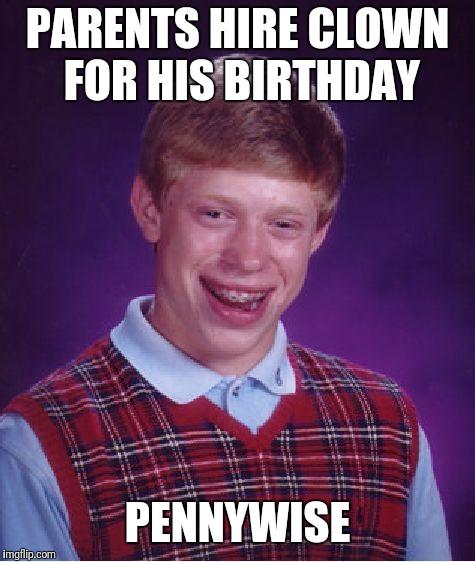 PARENTS HIRE CLOWN
FOR HIS BIRTHDAY
PENNYWISE
imgflip.com